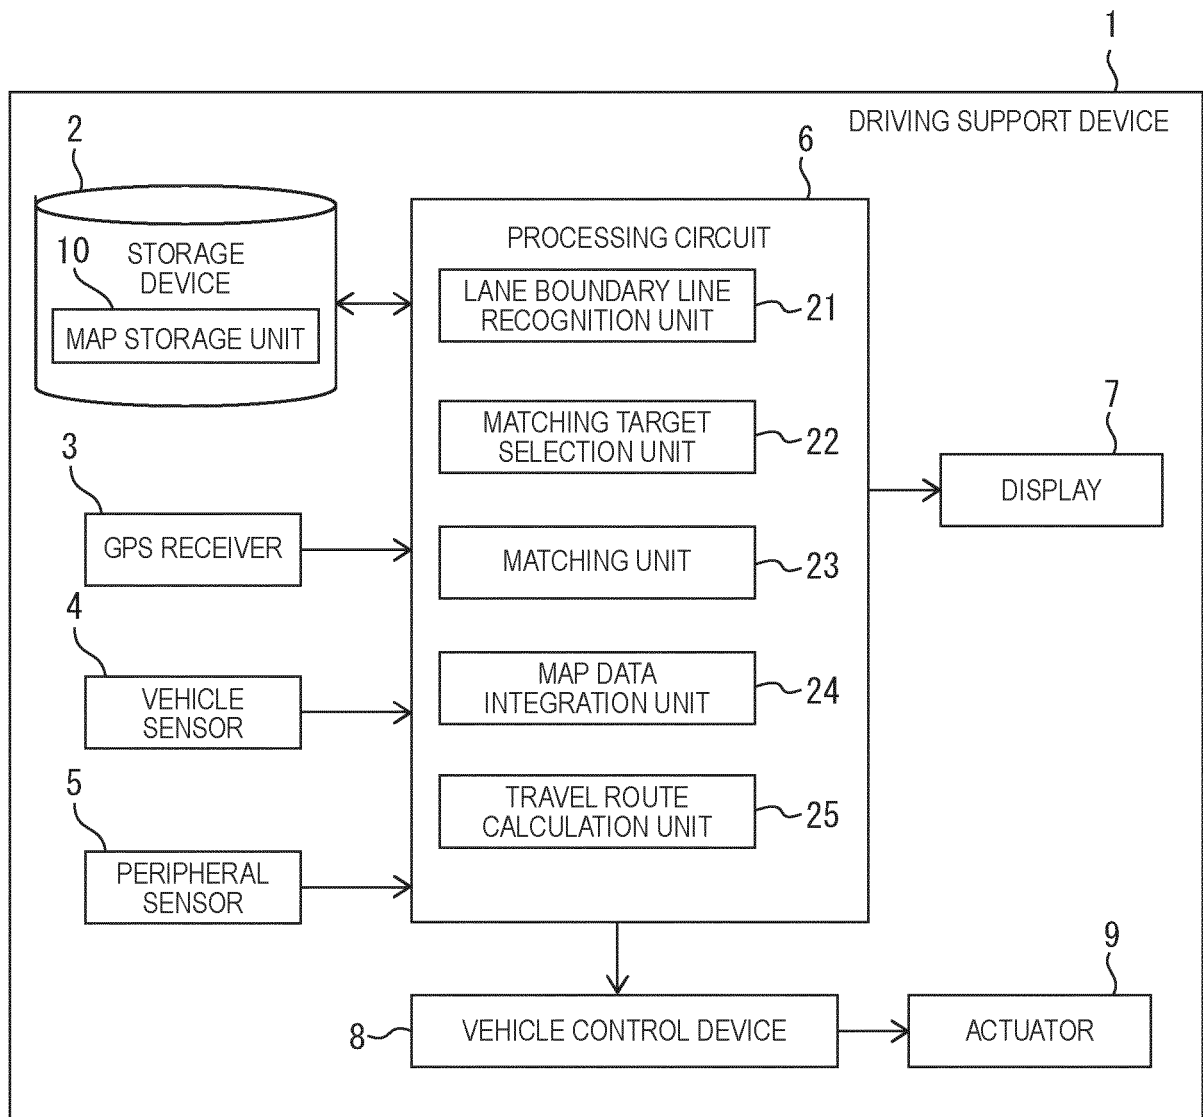 1
DRIVING SUPPORT DEVICE
2
6
STORAGE
DEVICE
10
MAP STORAGE UNIT
PROCESSING CIRCUIT
LANE BOUNDARY LINE
RECOGNITION UNIT
21
MATCHING TARGET
SELECTION UNIT
22
7
DISPLAY
3
GPS RECEIVER
MATCHING UNIT
23
4
VEHICLE
SENSOR
MAP DATA
INTEGRATION UNIT
24
5
PERIPHERAL
SENSOR
TRAVEL ROUTE
CALCULATION UNIT
25
8
VEHICLE CONTROL DEVICE
9
ACTUATOR